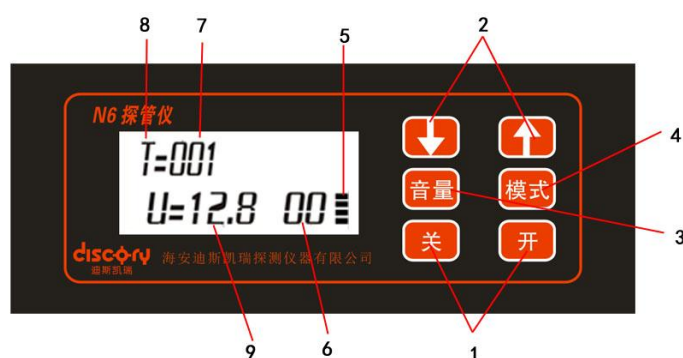 8 7 5 2
N6 探管仪
4
T=001
音量 模式
U=12.8 00
3
关 开
discory
迪斯凯瑞
海安迪斯凯瑞探测仪器有限公司
9 6 1